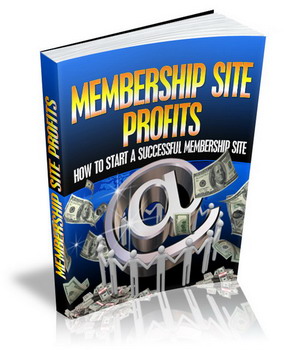 MEMBERSHIP SITE
PROFITS
HOW TO START A SUCCESSFUL MEMBERSHIP SITE
@
MEMBERSHIP SITE PROFITS